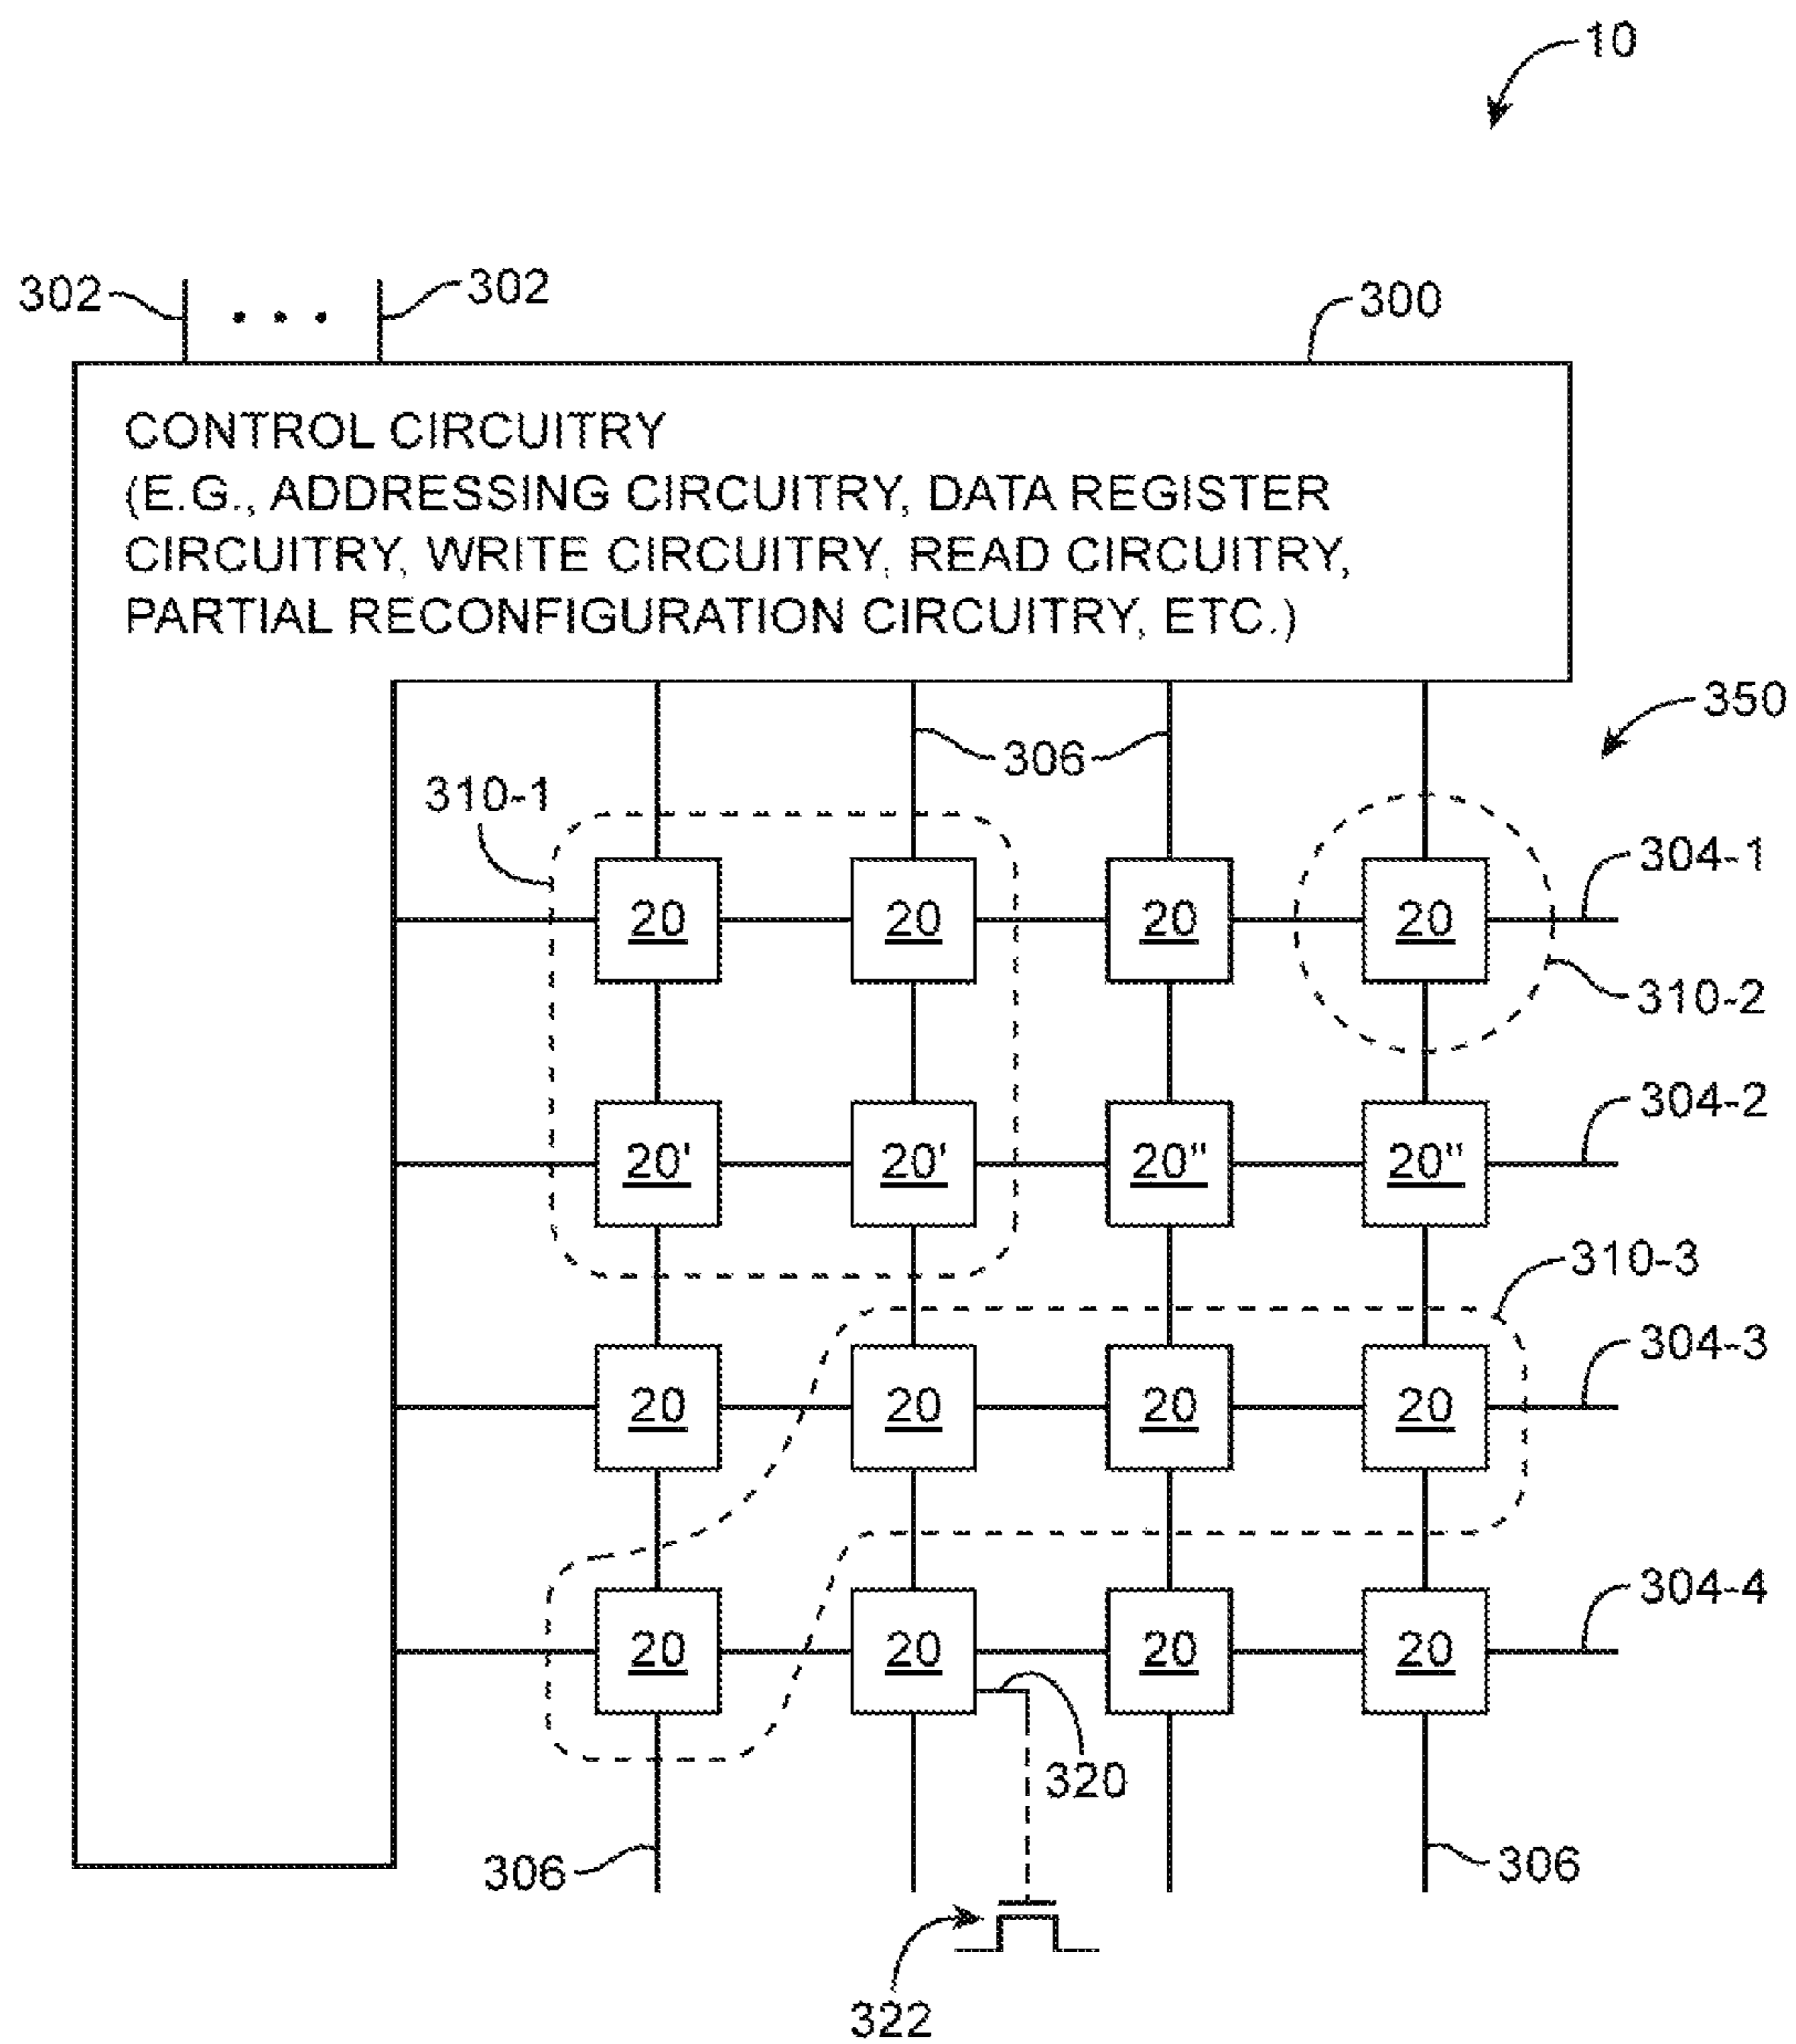 10
302
. . .
302
300
CONTROL CIRCUITRY
(E.G., ADDRESSING CIRCUITRY, DATA REGISTER
CIRCUITRY, WRITE CIRCUITRY, READ CIRCUITRY,
PARTIAL RECONFIGURATION CIRCUITRY, ETC.)
350
306
310-1
304-1
20 20 20 20
310-2
304-2
20' 20' 20" 20"
310-3
304-3
20 20 20 20
304-4
20 20 20 20
320
306
306
322